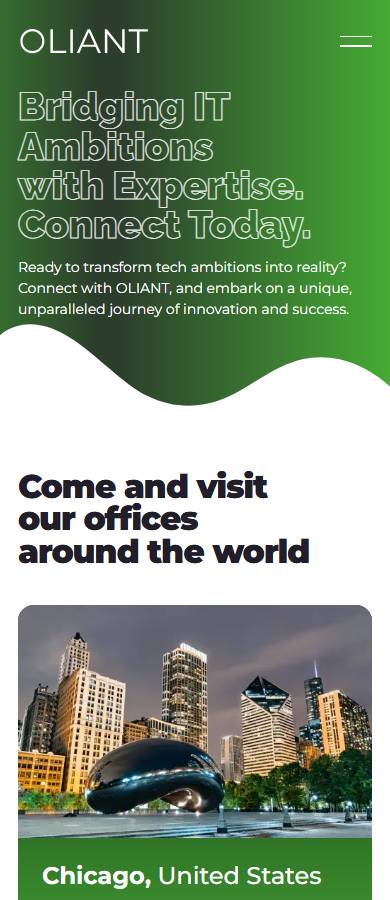 OLIANT
Bridging IT
Ambitions
with Expertise.
Connect Today.
Ready to transform tech ambitions into reality?
Connect with OLIANT, and embark on a unique,
unparalleled journey of innovation and success.
Come and visit
our offices
around the world
Chicago, United States